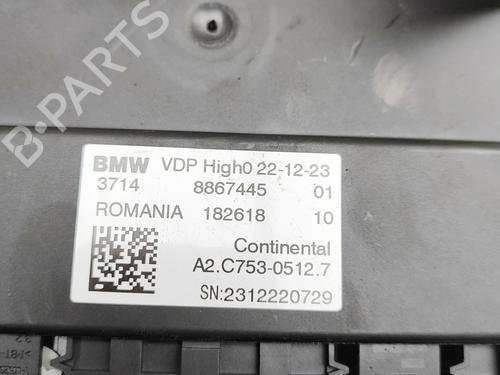 B-PARTS
BMW VDP High0 22-12-23
3714 8867445 01
ROMANIA 182618 10
Continental
A2.C753-0512.7
SN:2312220729